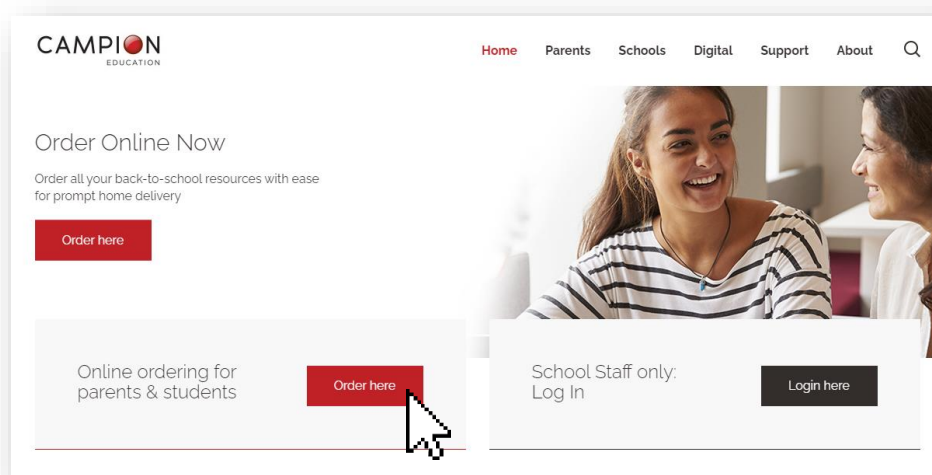 CAMPION
EDUCATION
Home Parents Schools Digital Support About
Order Online Now
Order all your back-to-school resources with ease
for prompt home delivery
Order here
Online ordering for
parents & students
Order here
School Staff only:
Log In
Login here